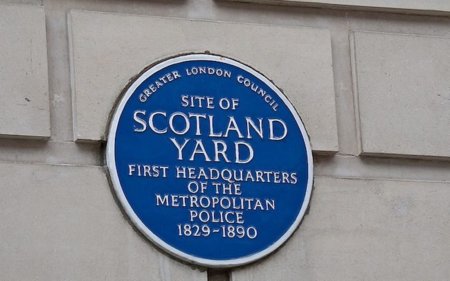 GREATER LONDON COUNCIL
SITE OF
SCOTLAND
YARD
FIRST HEADQUARTERS
OF THE
METROPOLITAN
POLICE
1829~1890